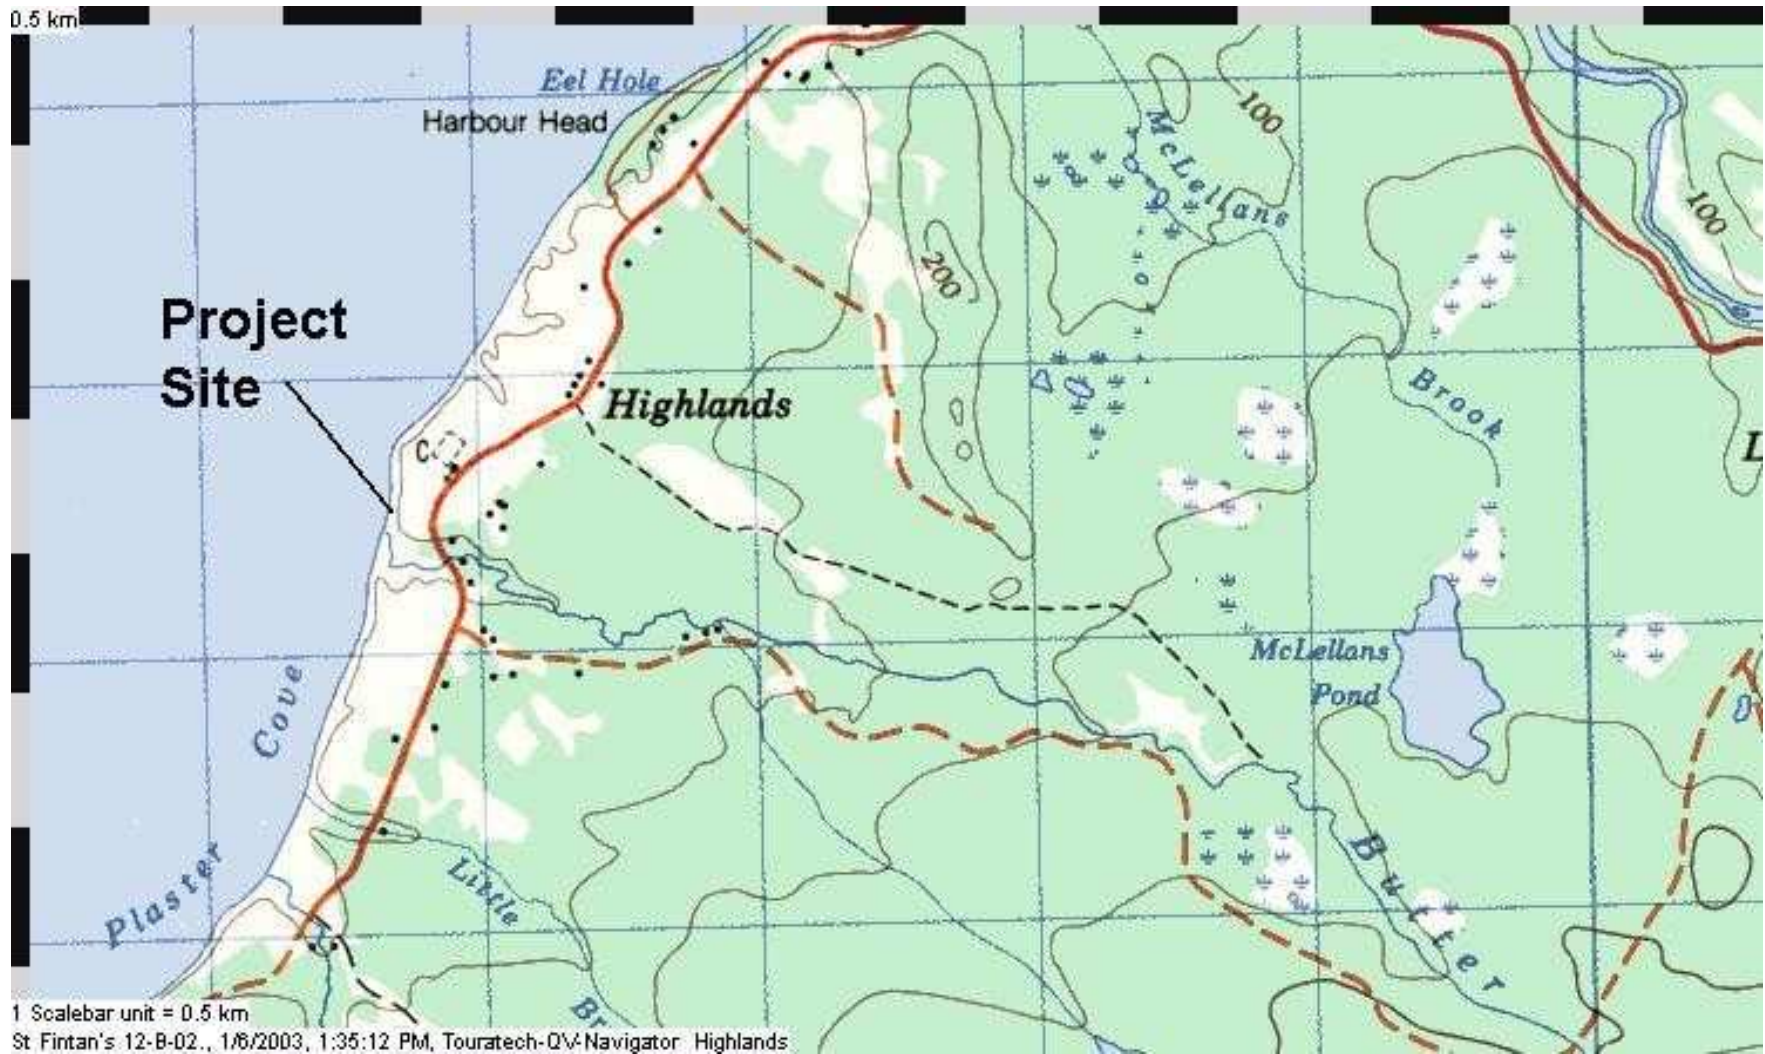 0.5 km
Eel Hole
Harbour Head
100
McLellans
100
200
Project
Site
Highlands
Brook
C
L
McLellans
Pond
Cove
Plaster
Little
Br
Butter
1 Scalebar unit = 0.5 km
St Fintan's 12-B-02., 1/6/2003, 1:35:12 PM, Touratech-QV-Navigator Highlands